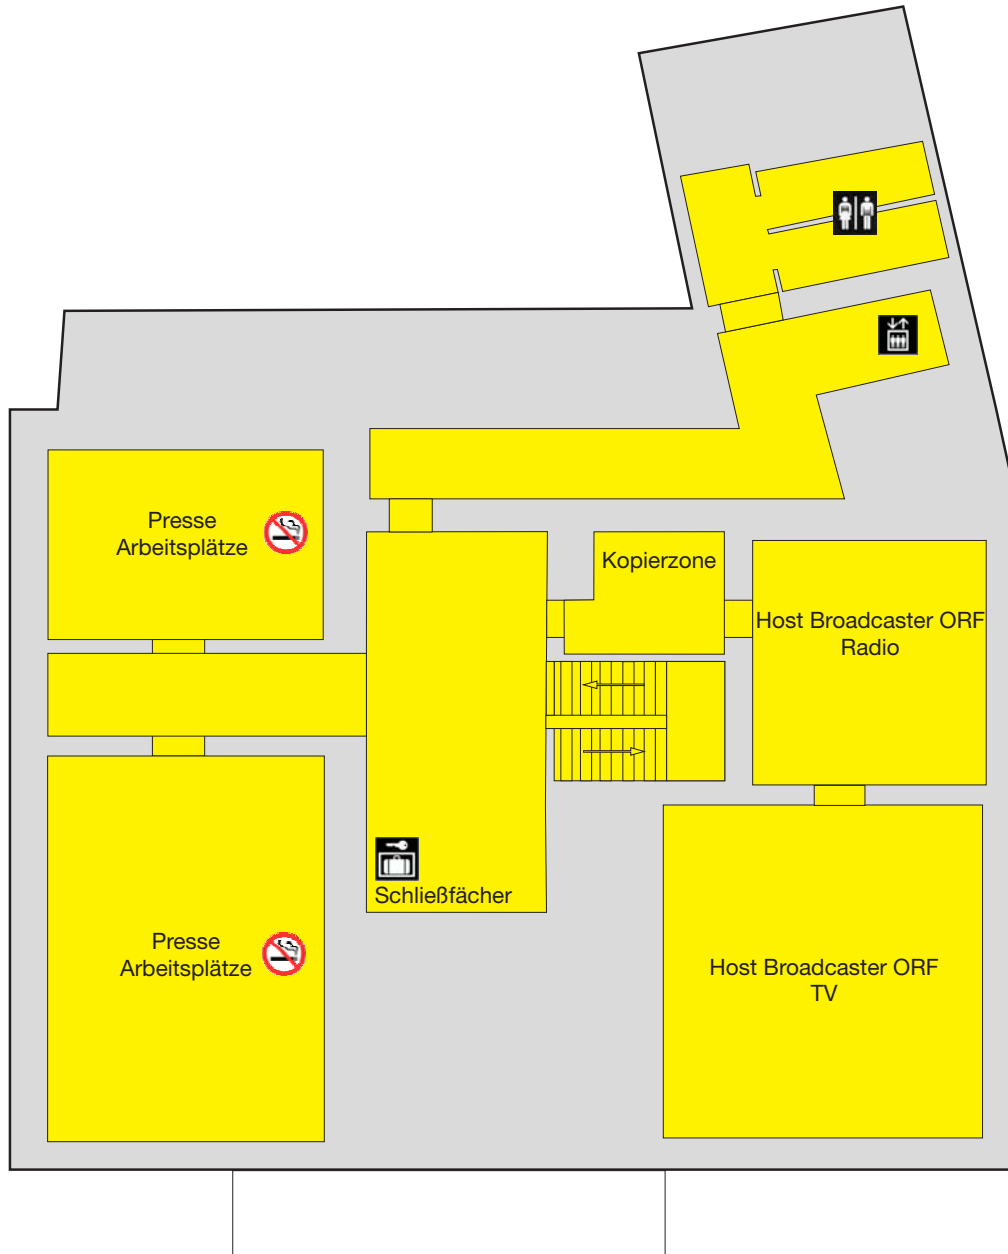 Presse
Arbeitsplätze
Kopierzone
Host Broadcaster ORF
Radio
Schließfächer
Presse
Arbeitsplätze
Host Broadcaster ORF
TV